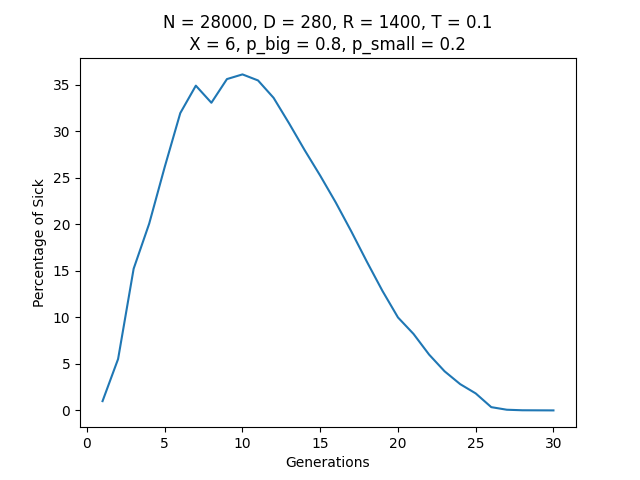 N = 28000, D = 280, R = 1400, T = 0.1
X = 6, p_big = 0.8, p_small = 0.2
Percentage of Sick
35
30
25
20
15
10
5
0
0 5 10 15 20 25 30
Generations